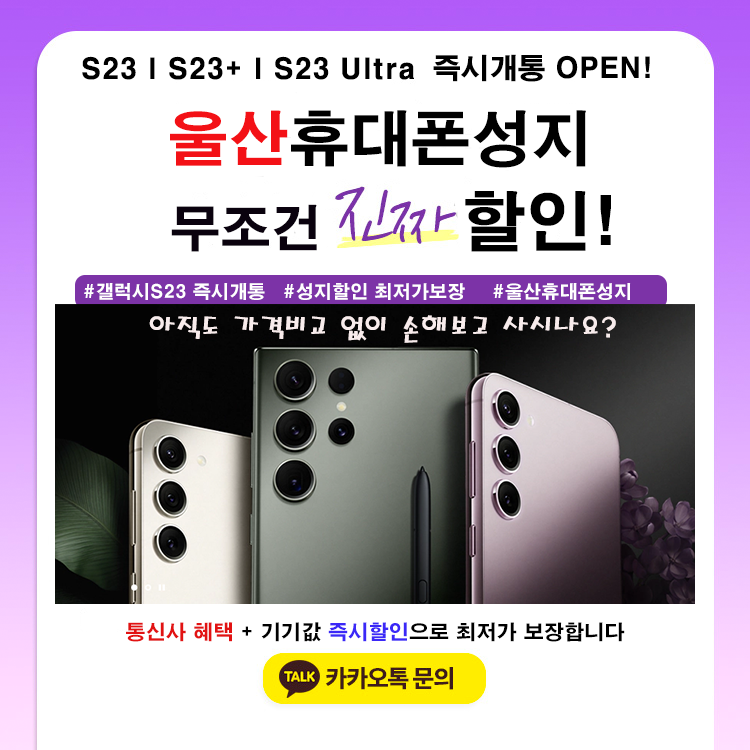 S23 I S23+ I S23 Ultra 즉시개통 OPEN!
울산휴대폰성지
무조건 진짜 할인!
#갤럭시S23 즉시개통 #성지할인 최저가보장 #울산휴대폰성지
아직도 가격비교 없이 손해보고 사시나요?
통신사 혜택 + 기기값 즉시할인으로 최저가 보장합니다
TALK 카카오톡 문의